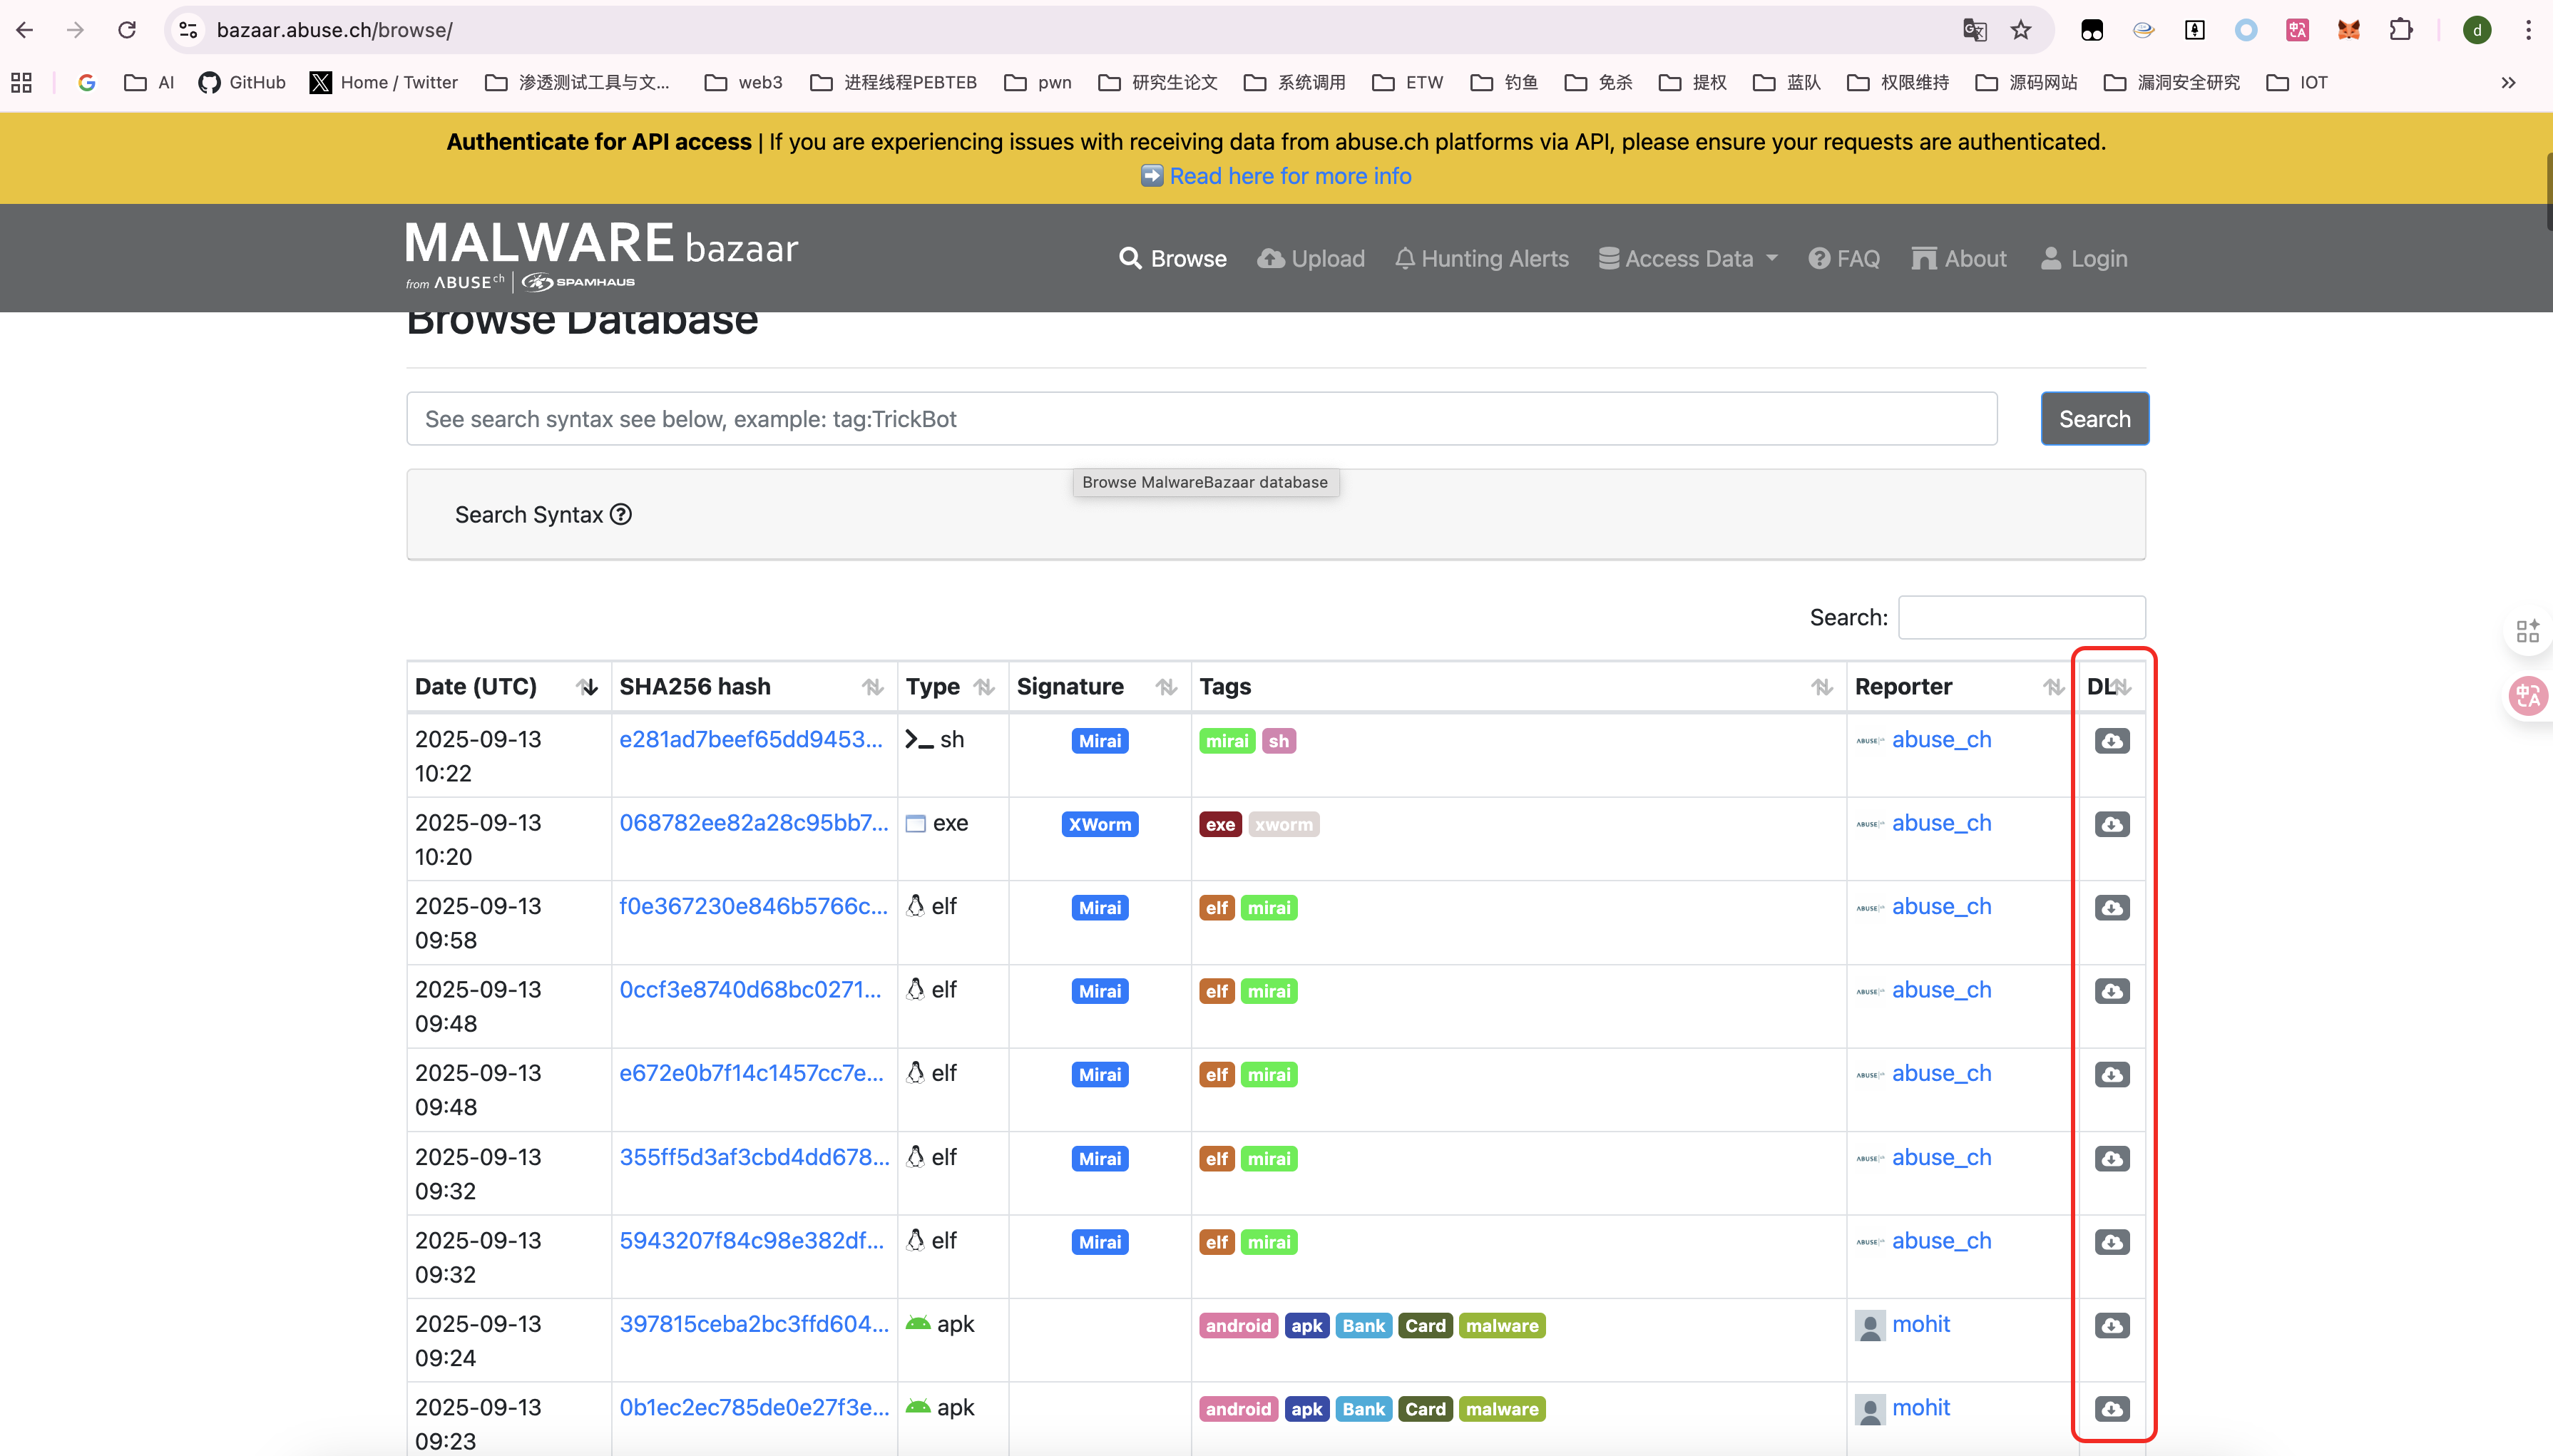 bazaar.abuse.ch/browse/
d
AI GitHub Home / Twitter 渗透测试工具与文... web3 进程线程PEBTEB pwn 研究生论文 系统调用 ETW 钓鱼 免杀 提权 蓝队 权限维持 源码网站 漏洞安全研究 IOT
Authenticate for API access | If you are experiencing issues with receiving data from abuse.ch platforms via API, please ensure your requests are authenticated.
Read here for more info
MALWARE bazaar
from ABUSE ch | SPAMHAUS
Browse Upload Hunting Alerts Access Data FAQ About Login
Browse Database
See search syntax see below, example: tag:TrickBot Search
Browse MalwareBazaar database
Search Syntax
Search:
Date (UTC) SHA256 hash Type Signature Tags Reporter DL
2025-09-13 10:22 e281ad7beef65dd9453... sh Mirai mirai sh abuse_ch
2025-09-13 10:20 068782ee82a28c95bb7... exe XWorm exe xworm abuse_ch
2025-09-13 09:58 f0e367230e846b5766c... elf Mirai elf mirai abuse_ch
2025-09-13 09:48 0ccf3e8740d68bc0271... elf Mirai elf mirai abuse_ch
2025-09-13 09:48 e672e0b7f14c1457cc7e... elf Mirai elf mirai abuse_ch
2025-09-13 09:32 355ff5d3af3cbd4dd678... elf Mirai elf mirai abuse_ch
2025-09-13 09:32 5943207f84c98e382df... elf Mirai elf mirai abuse_ch
2025-09-13 09:24 397815ceba2bc3ffd604... apk android apk Bank Card malware mohit
2025-09-13 09:23 0b1ec2ec785de0e27f3e... apk android apk Bank Card malware mohit